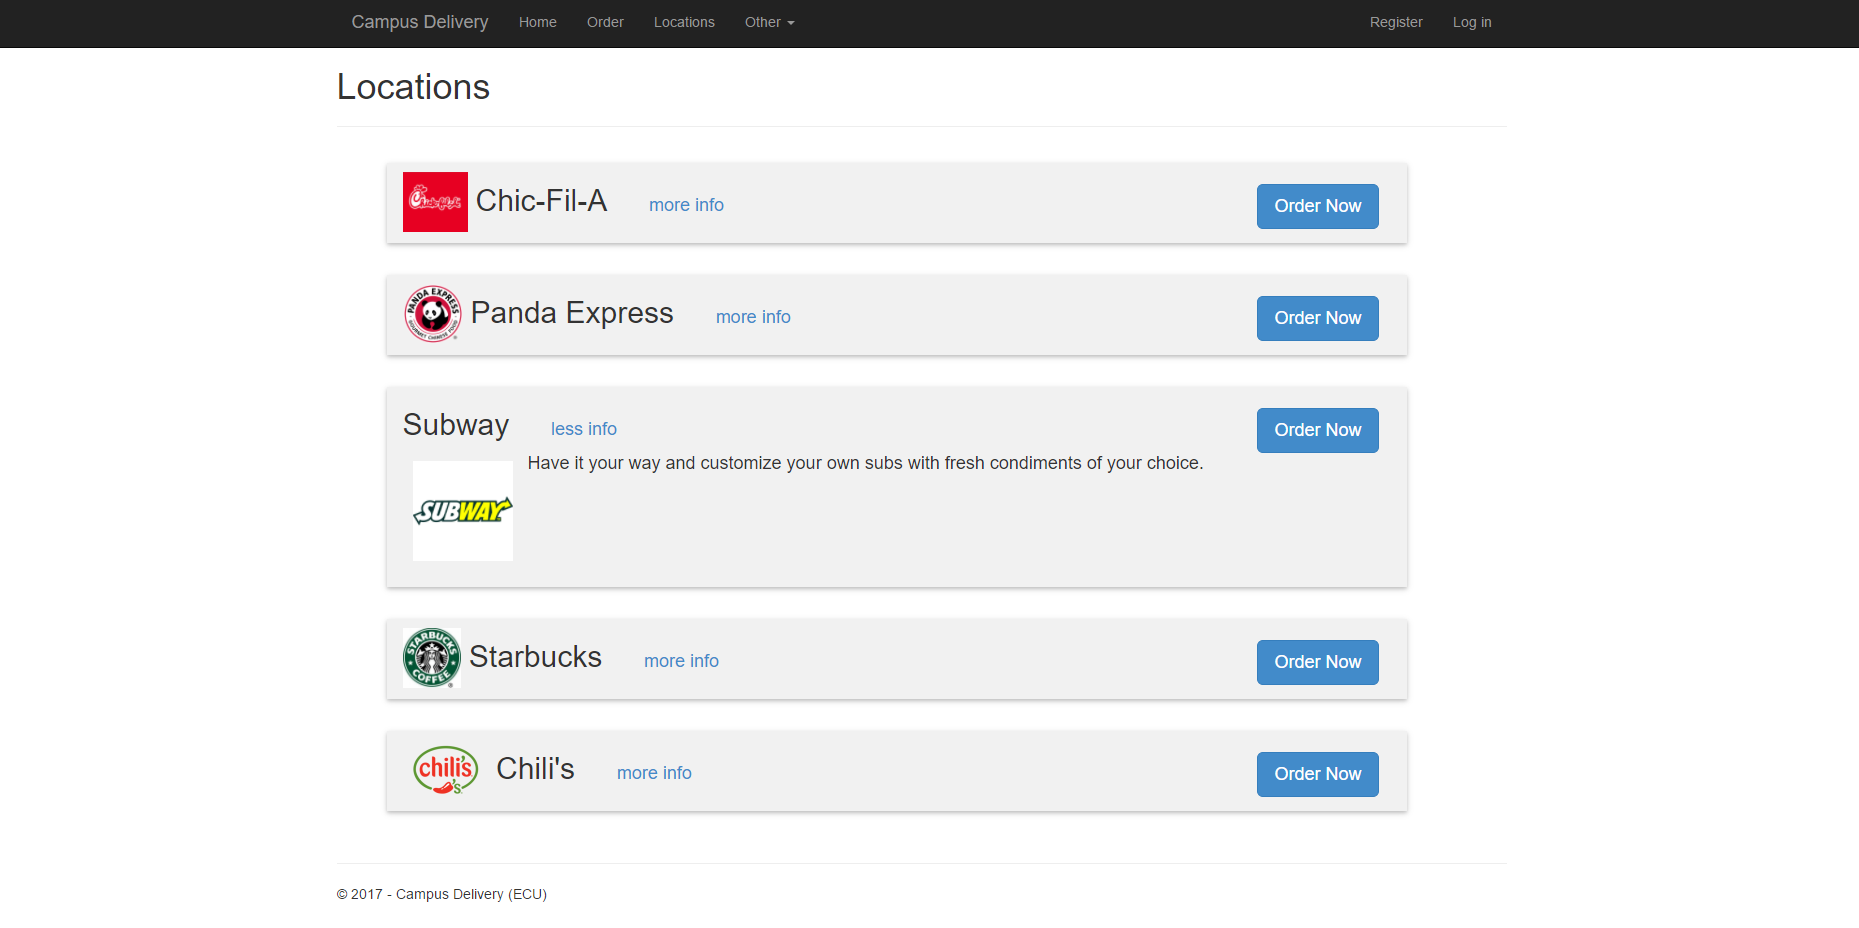 Campus Delivery Home Order Locations Other Register Log in
Locations
Chick-fil-A Chic-Fil-A more info Order Now
PANDA EXPRESS
GOURMET CHINESE FOOD
Panda Express more info Order Now
Subway less info Order Now
Have it your way and customize your own subs with fresh condiments of your choice.
SUBWAY
STARBUCKS
COFFEE
Starbucks more info Order Now
chili's Chili's more info Order Now
© 2017 - Campus Delivery (ECU)